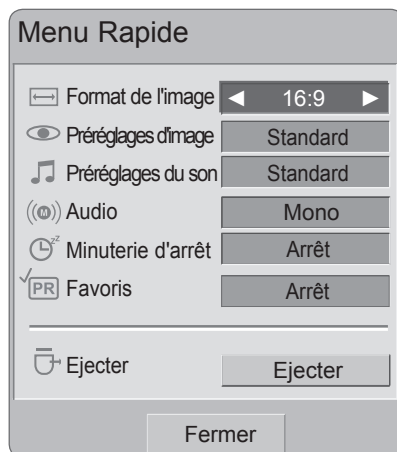 Menu Rapide
Format de l'image ◄ 16:9 ►
Préréglages d'image Standard
Préréglages du son Standard
((M)) Audio Mono
zz Minuterie d'arrêt Arrêt
PR Favoris Arrêt
Ejecter Ejecter
Fermer